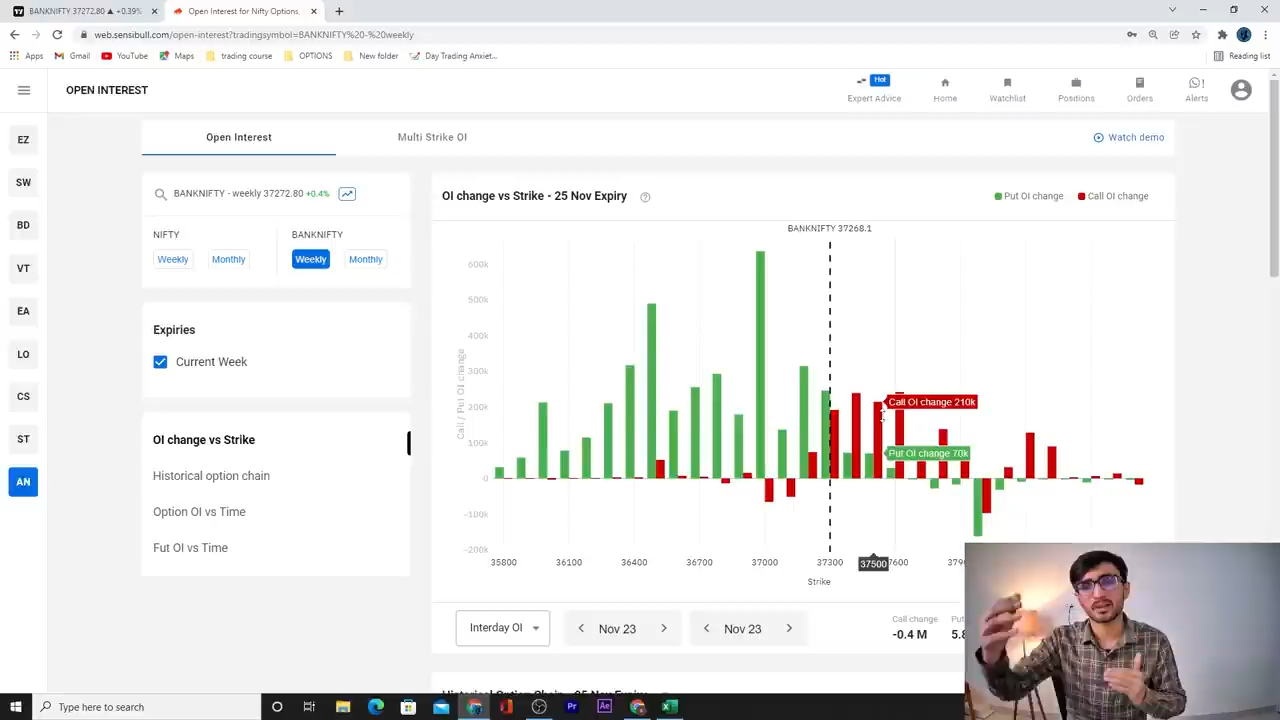 BANKNIFTY 37272.80 ▲ +0.39%
Open Interest for Nifty Options,
web.sensibull.com/open-interest?tradingsymbol=BANKNIFTY%20-%20weekly
Apps Gmail YouTube Maps trading course OPTIONS New folder Day Trading Anxiet... Reading list
OPEN INTEREST
Hot
Expert Advice Home Watchlist Positions Orders Alerts
EZ
SW
BD
VT
EA
LO
CS
ST
AN
Open Interest Multi Strike OI Watch demo
BANKNIFTY - weekly 37272.80 +0.4%
NIFTY BANKNIFTY
Weekly Monthly Weekly Monthly
Expiries
Current Week
OI change vs Strike
Historical option chain
Option OI vs Time
Fut OI vs Time
OI change vs Strike - 25 Nov Expiry
Put OI change Call OI change
BANKNIFTY 37268.1
Call / Put OI change
600k
500k
400k
300k
200k
100k
0
-100k
-200k
Call OI change 210k
Put OI change 70k
35800 36100 36400 36700 37000 37300 37500
Strike
Interday OI Nov 23 Nov 23
Call change
-0.4 M
Type here to search